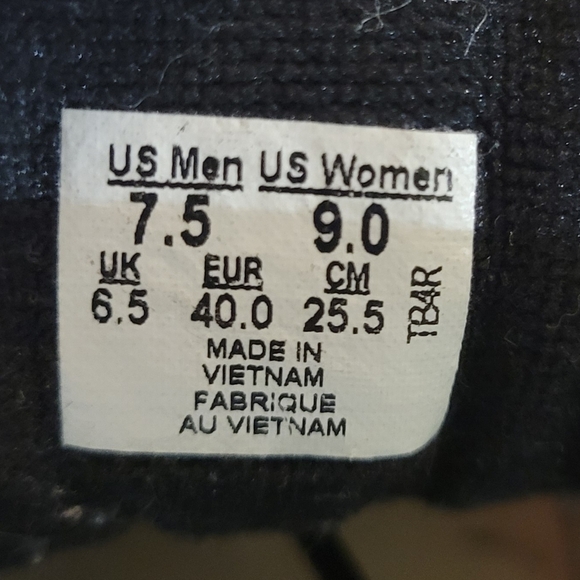 US Men US Women
7.5 9.0
UK EUR CM
6.5 40.0 25.5
TB4R
MADE IN
VIETNAM
FABRIQUE
AU VIETNAM